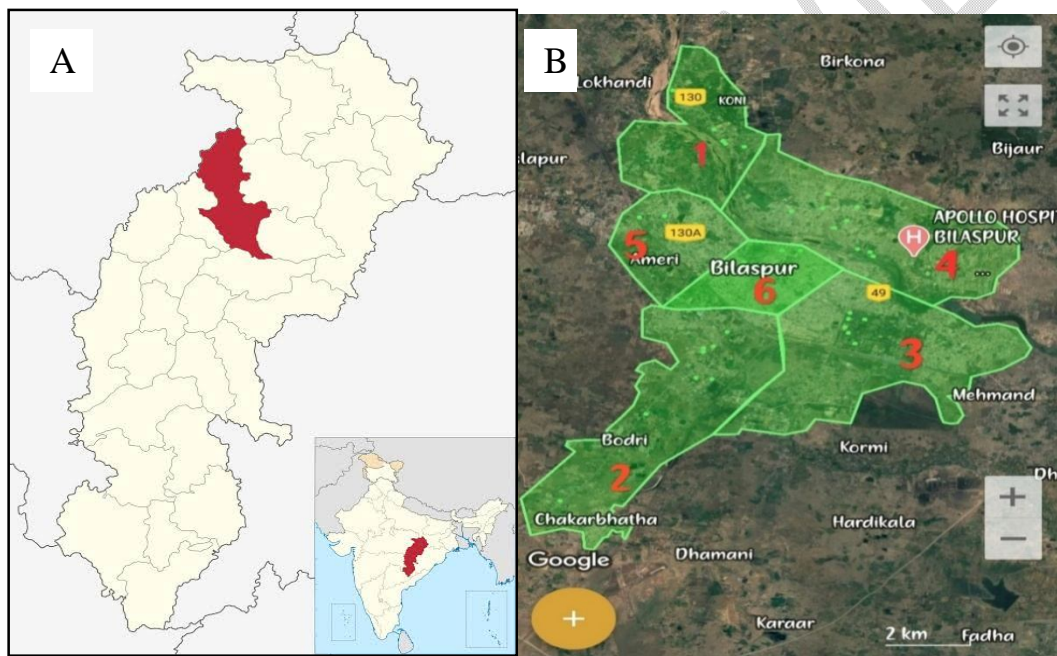 A
B
Lokhandi
Birkona
130
KONI
Bijaur
1
APOLLO HOSPI
BILASPUR
5
130A
Ameri
Bilaspur
4
...
6
49
3
Mehmand
Bodri
Kormi
2
Chakarbhatha
Hardikala
Google
Dhamani
Karaar
2 km
Fadha